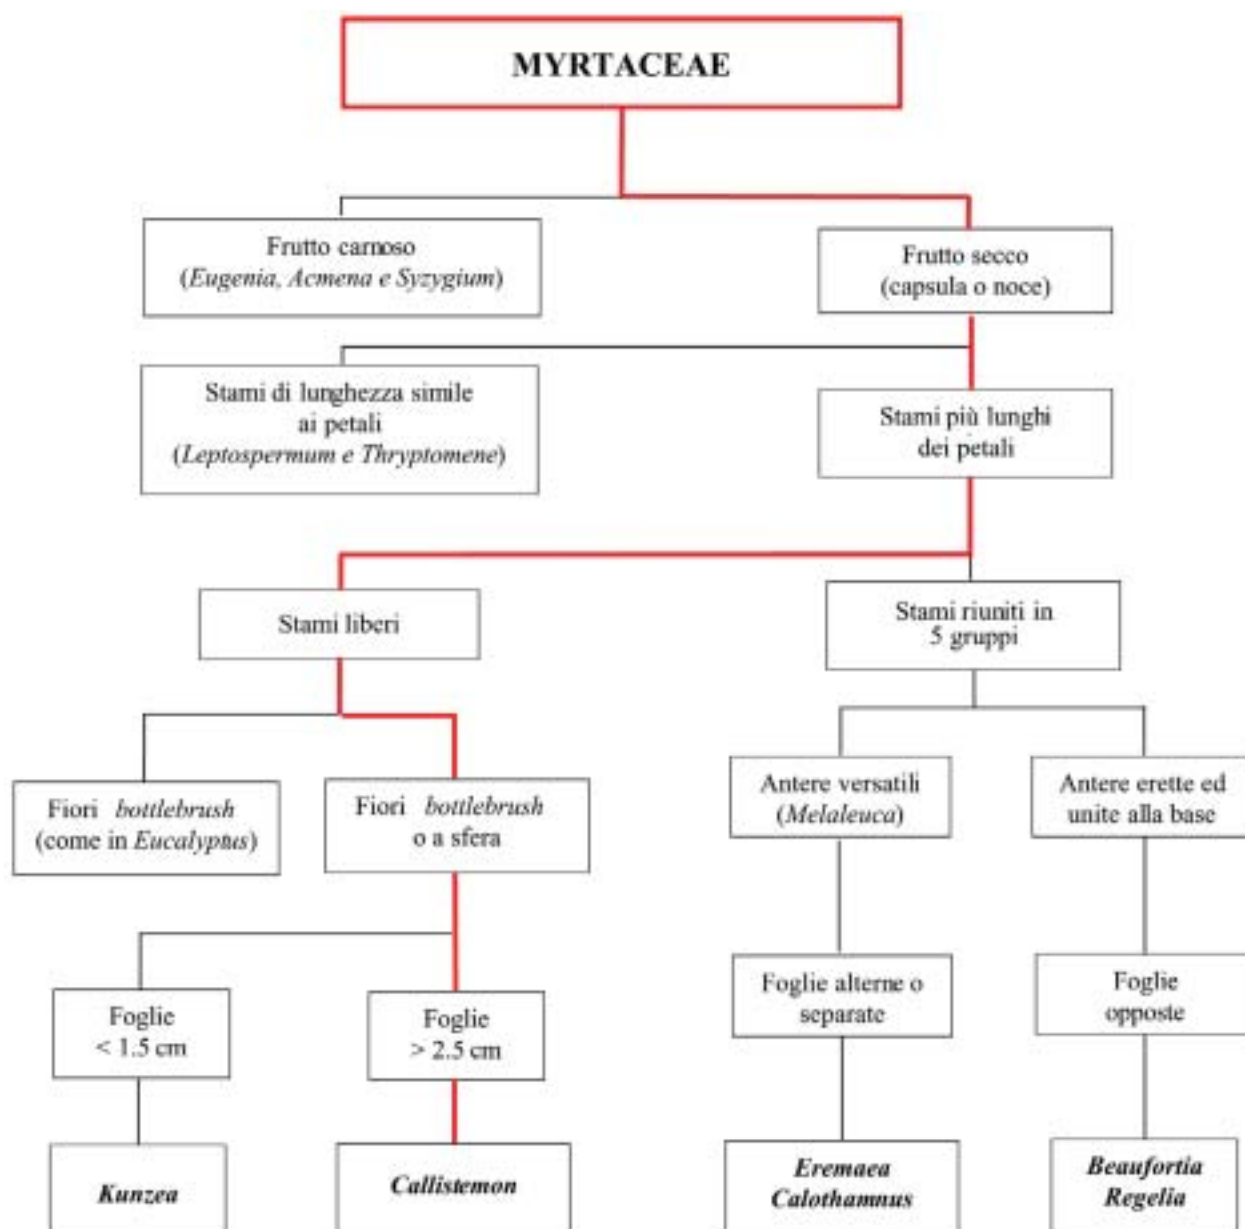 MYRTACEAE
Frutto carnoso
(Eugenia, Acmena e Syzygium)
Frutto secco
(capsula o noce)
Stami di lunghezza simile
ai petali
(Leptospermum e Thryptomene)
Stami più lunghi
dei petali
Stami liberi
Stami riuniti in
5 gruppi
Fiori bottlebrush
(come in Eucalyptus)
Fiori bottlebrush
o a sfera
Antere versatili
(Melaleuca)
Antere erette ed
unite alla base
Foglie
< 1.5 cm
Foglie
> 2.5 cm
Foglie alterne o
separate
Foglie
opposte
Kunzea
Callistemon
Eremaea
Calothamnus
Beaufortia
Regelia